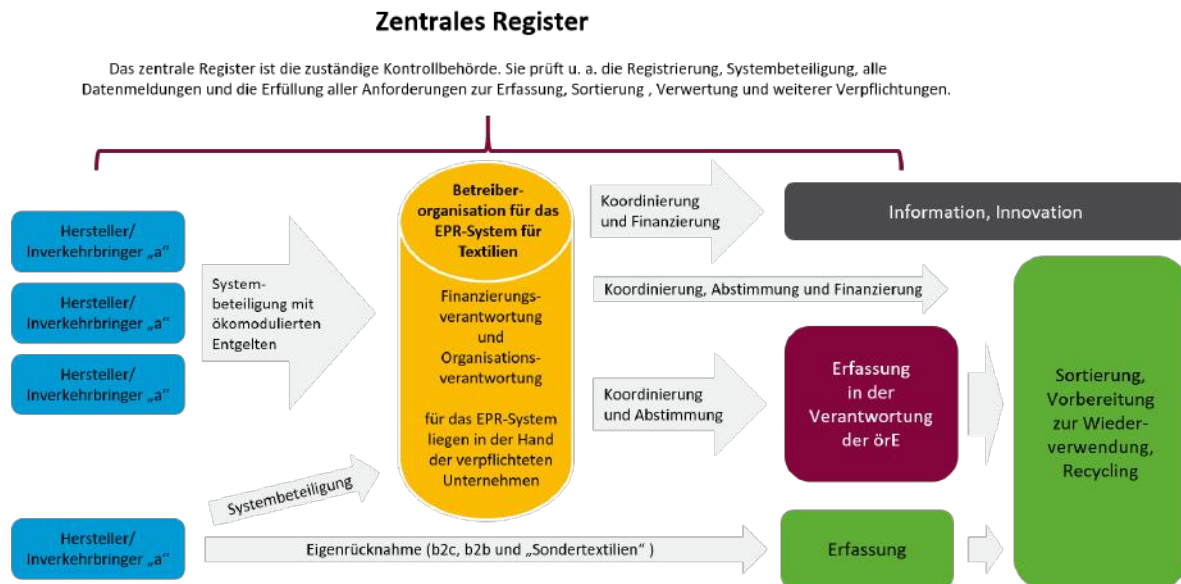 Zentrales Register
Das zentrale Register ist die zuständige Kontrollbehörde. Sie prüft u. a. die Registrierung, Systembeteiligung, alle
Datenmeldungen und die Erfüllung aller Anforderungen zur Erfassung, Sortierung , Verwertung und weiterer Verpflichtungen.
Hersteller/
Inverkehrbringer „a“
Hersteller/
Inverkehrbringer „a“
Hersteller/
Inverkehrbringer „a“
System-
beteiligung mit
ökomodulierten
Entgelten
Betreiber-
organisation für das
EPR-System für
Textilien
Finanzierungs-
verantwortung
und
Organisations-
verantwortung
für das EPR-System
liegen in der Hand
der verpflichteten
Unternehmen
Koordinierung
und Finanzierung
Information, Innovation
Koordinierung, Abstimmung und Finanzierung
Koordinierung
und Abstimmung
Erfassung
in der
Verantwortung
der örE
Sortierung,
Vorbereitung
zur Wieder-
verwendung,
Recycling
Systembeteiligung
Hersteller/
Inverkehrbringer „a“
Eigenrücknahme (b2c, b2b und „Sondertextilien“ )
Erfassung